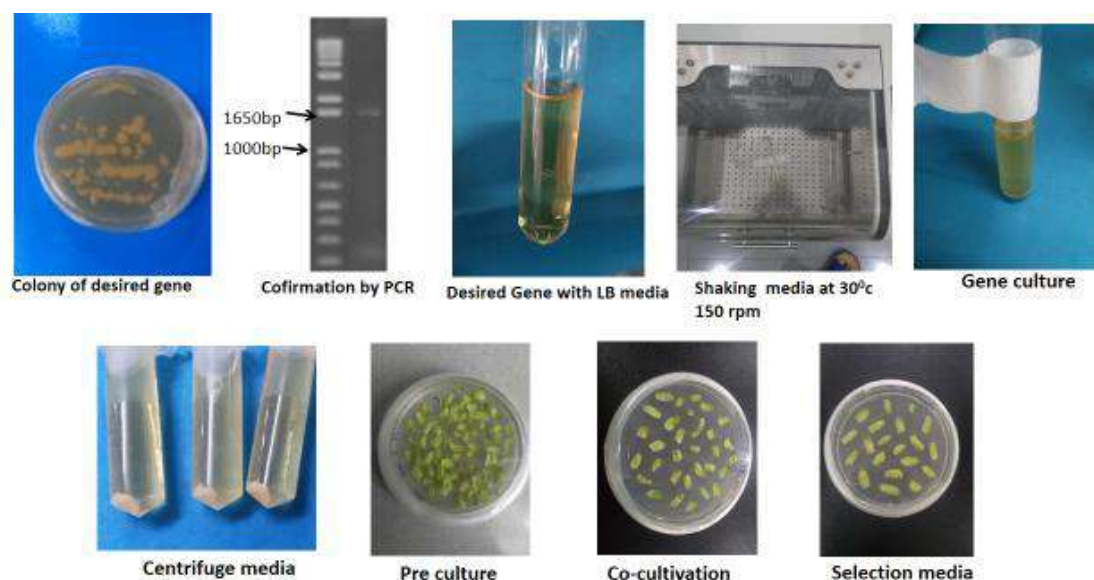 1650bp
1000bp
Colony of desired gene
Cofirmation by PCR
Desired Gene with LB media
Shaking media at 30⁰c
150 rpm
Gene culture
Centrifuge media
Pre culture
Co-cultivation
Selection media